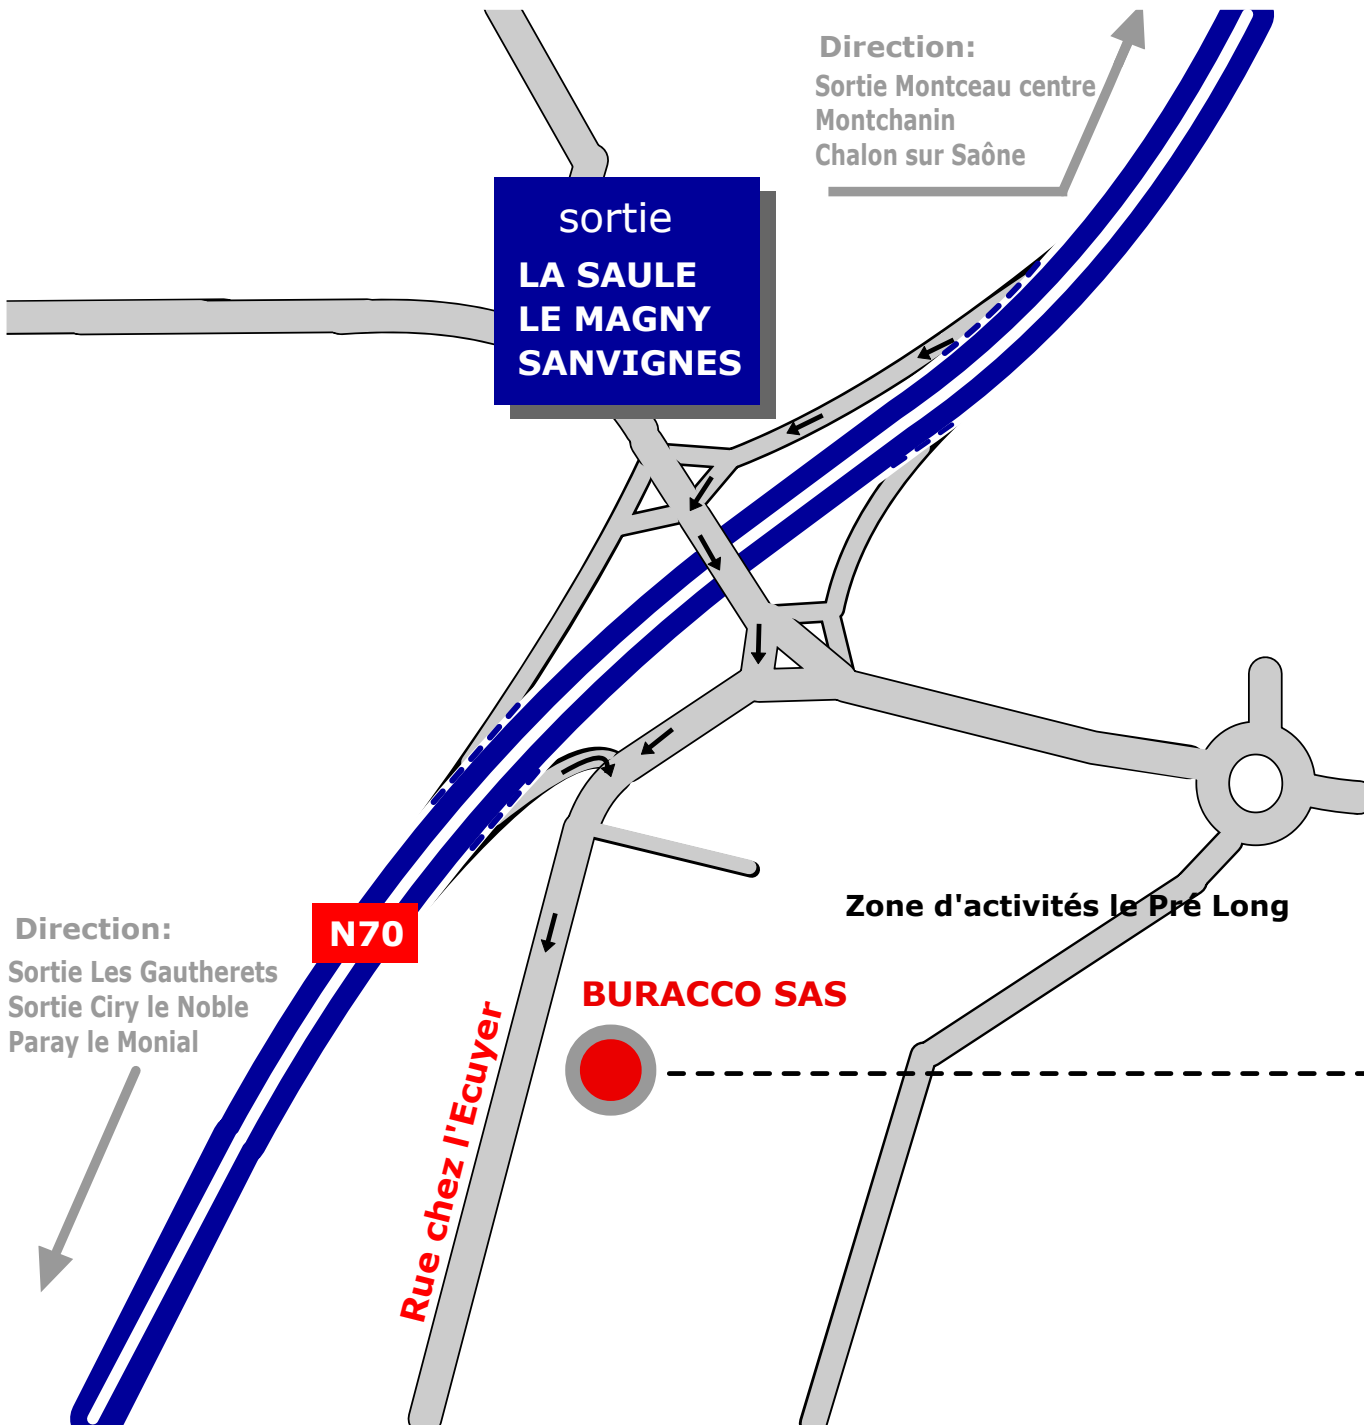 Direction:
Sortie Montceau centre
Montchanin
Chalon sur Saône
sortie
LA SAULE
LE MAGNY
SANVIGNES
Zone d'activités le Pré Long
N70
Direction:
Sortie Les Gautherets
Sortie Ciry le Noble
Paray le Monial
BURACCO SAS
Rue chez l'Ecuyer